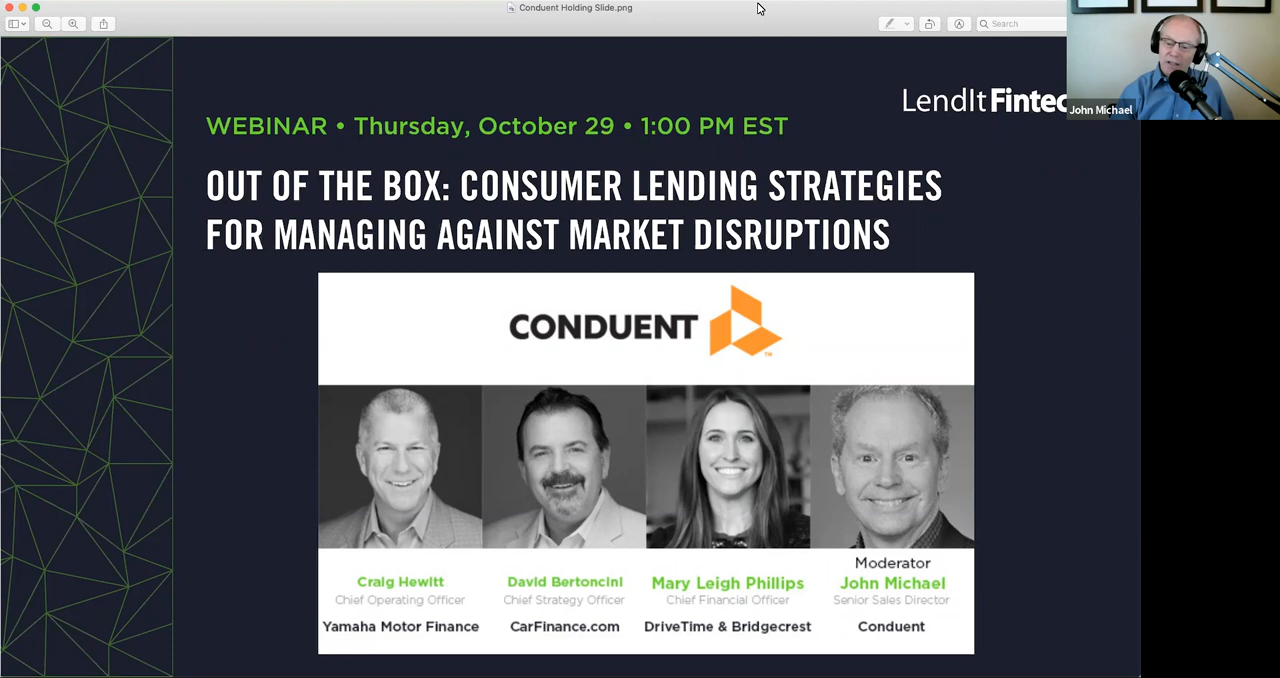 Conduent Holding Slide.png
Search
John Michael
LendIt Fintec
WEBINAR • Thursday, October 29 • 1:00 PM EST
OUT OF THE BOX: CONSUMER LENDING STRATEGIES
FOR MANAGING AGAINST MARKET DISRUPTIONS
CONDUENT
TM
Craig Hewitt
Chief Operating Officer
Yamaha Motor Finance
David Bertoncini
Chief Strategy Officer
CarFinance.com
Mary Leigh Phillips
Chief Financial Officer
DriveTime & Bridgecrest
Moderator
John Michael
Senior Sales Director
Conduent